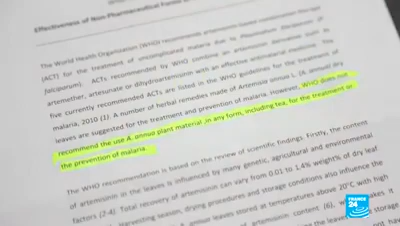 Effectiveness of Non-Pharmaceutical Forms
The World Health Organization (WHO) recommends artemisinin-based combination therapies
(ACT) for the treatment of uncomplicated malaria due to Plasmodium falciparum (P.
falciparum). ACTs recommended by WHO combine an artemisinin derivative such as
artemether, artesunate or dihydroartemisinin with an effective antimalarial medicine. The
five currently recommended ACTs are listed in the WHO guidelines for the treatment of
malaria, 2010 (1). A number of herbal remedies made of Artemisia annua L. (A. annua) dry
leaves are suggested for the treatment and prevention of malaria. However, WHO does not
recommend the use A. annua plant material ,in any form, including tea, for the treatment or
the prevention of malaria.
The WHO recommendation is based on the review of scientific findings. Firstly, the content
of artemisinin in the leaves is influenced by many genetic, agricultural and environmental
factors (2-4). Total recovery of artemisinin can vary from 0.01 to 1.4% weight of dry leaf
Harvesting season, drying procedures and storage conditions also influence the
A. annua leaves stored at temperatures above 20°C with high
artemisinin content. (6), makes it
and storage
FRANCE
24